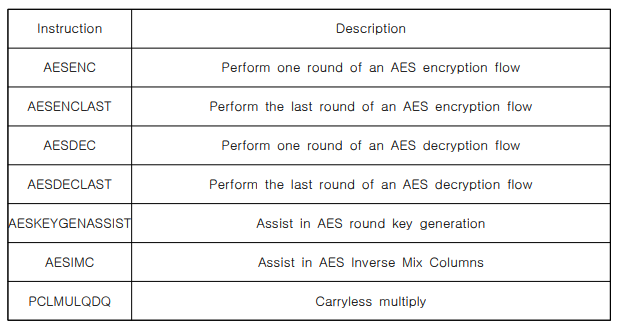 Instruction Description
AESENC Perform one round of an AES encryption flow
AESENCLAST Perform the last round of an AES encryption flow
AESDEC Perform one round of an AES decryption flow
AESDECLAST Perform the last round of an AES decryption flow
AESKEYGENASSIST Assist in AES round key generation
AESIMC Assist in AES Inverse Mix Columns
PCLMULQDQ Carryless multiply